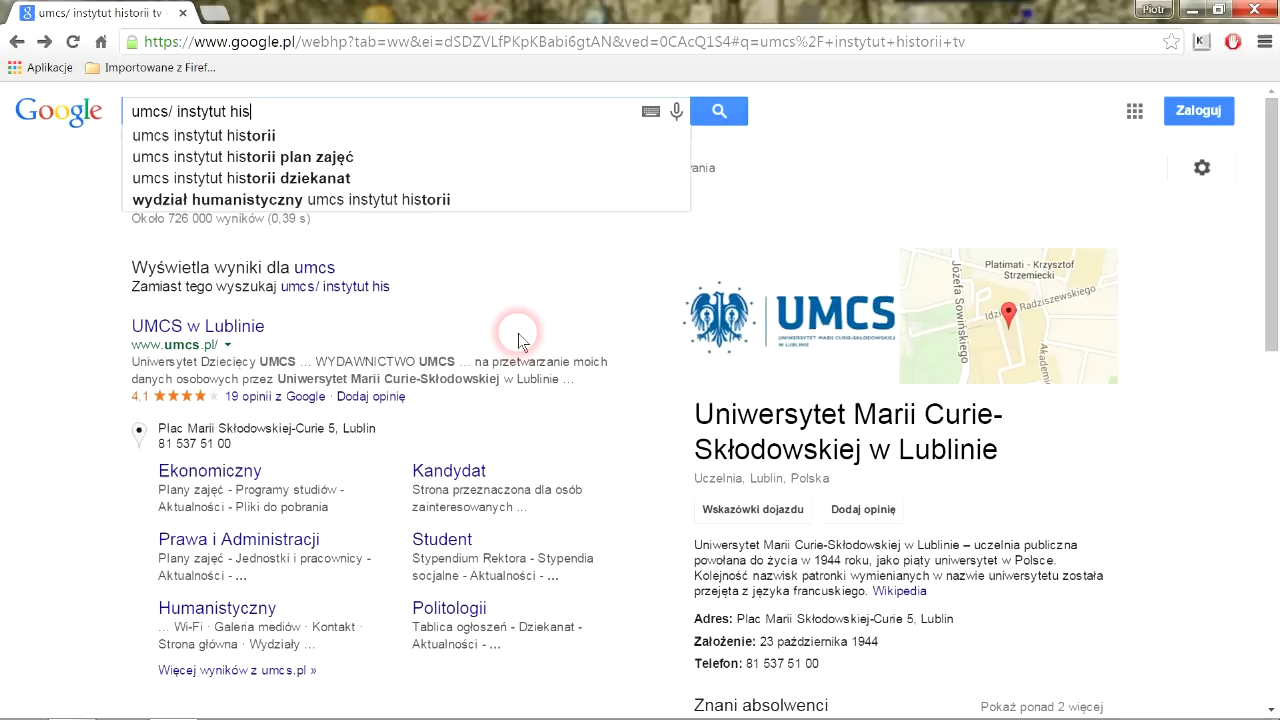 umcs/ instytut historii tv
Piotr
https://www.google.pl/webhp?tab=ww&ei=dSDZVLfPKpKBabi6gtAN&ved=0CAcQ1S4#q=umcs%2F+instytut+historii+tv
Aplikacje
Importowane z Firef...
Google
umcs/ instytut his
Zaloguj
umcs instytut historii
umcs instytut historii plan zajęć
umcs instytut historii dziekanat
wydział humanistyczny umcs instytut historii
Około 726 000 wyników (0,39 s)
Wyświetla wyniki dla umcs
Zamiast tego wyszukaj umcs/ instytut his
UMCS w Lublinie
www.umcs.pl/
Uniwersytet Dziecięcy UMCS ... WYDAWNICTWO UMCS ... na przetwarzanie moich
danych osobowych przez Uniwersytet Marii Curie-Skłodowskiej w Lublinie ...
4,1 19 opinii z Google · Dodaj opinię
Plac Marii Skłodowskiej-Curie 5, Lublin
81 537 51 00
Ekonomiczny
Plany zajęć - Programy studiów -
Aktualności - Pliki do pobrania
Kandydat
Strona przeznaczona dla osób
zainteresowanych ...
Prawa i Administracji
Plany zajęć - Jednostki i pracownicy -
Aktualności - ...
Student
Stypendium Rektora - Stypendia
socjalne - Aktualności - ...
Humanistyczny
... Wi-Fi · Galeria mediów · Kontakt ·
Strona główna · Wydziały ...
Politologii
Tablica ogłoszeń - Dziekanat -
Aktualności - ...
Więcej wyników z umcs.pl »
UMCS
UNIWERSYTET MARII CURIE-SKŁODOWSKIEJ
W LUBLINIE
Platimati - Krzysztof
Strzemiecki
Józefa Sowińskiego
Radziszewskiego
Uniwersytet Marii Curie-
Skłodowskiej w Lublinie
Uczelnia, Lublin, Polska
Wskazówki dojazdu
Dodaj opinię
Uniwersytet Marii Curie-Skłodowskiej w Lublinie – uczelnia publiczna
powołana do życia w 1944 roku, jako piąty uniwersytet w Polsce.
Kolejność nazwisk patronki wymienianych w nazwie uniwersytetu została
przejęta z języka francuskiego. Wikipedia
Adres: Plac Marii Skłodowskiej-Curie 5, Lublin
Założenie: 23 października 1944
Telefon: 81 537 51 00
Znani absolwenci
Pokaż ponad 2 więcej